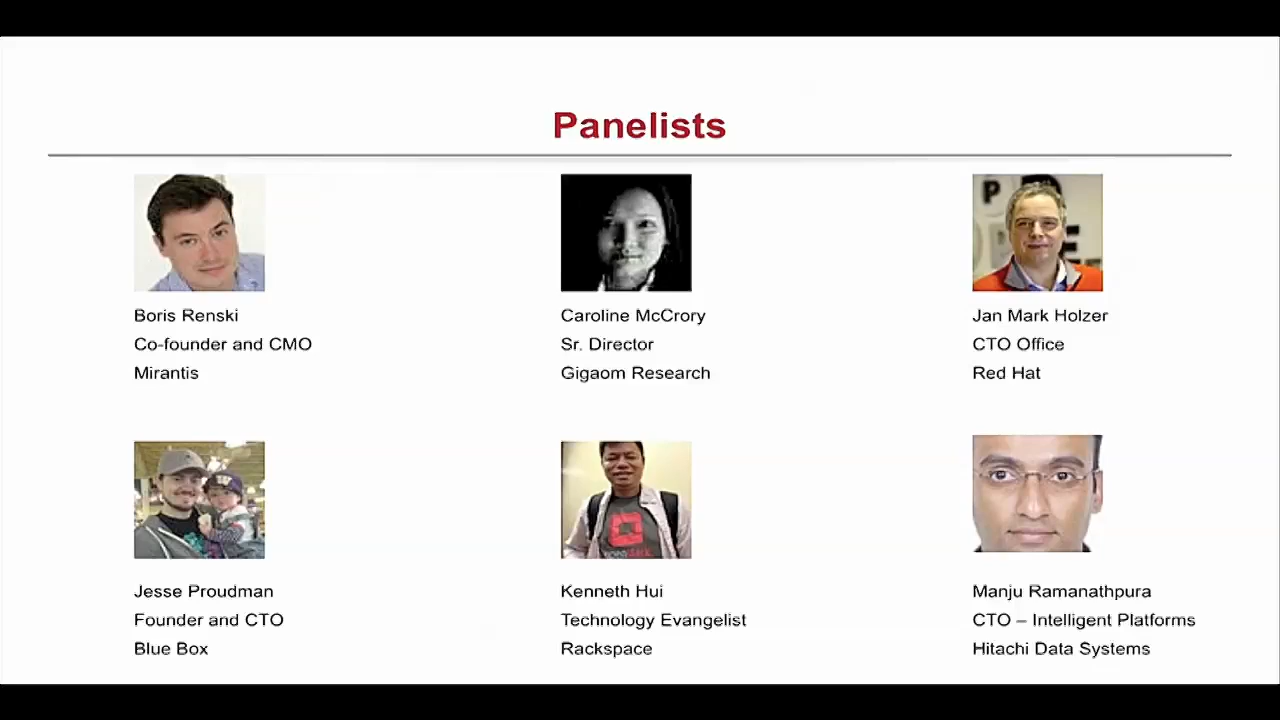 Panelists
Boris Renski
Co-founder and CMO
Mirantis
Caroline McCrory
Sr. Director
Gigaom Research
Jan Mark Holzer
CTO Office
Red Hat
Jesse Proudman
Founder and CTO
Blue Box
Kenneth Hui
Technology Evangelist
Rackspace
Manju Ramanathpura
CTO – Intelligent Platforms
Hitachi Data Systems